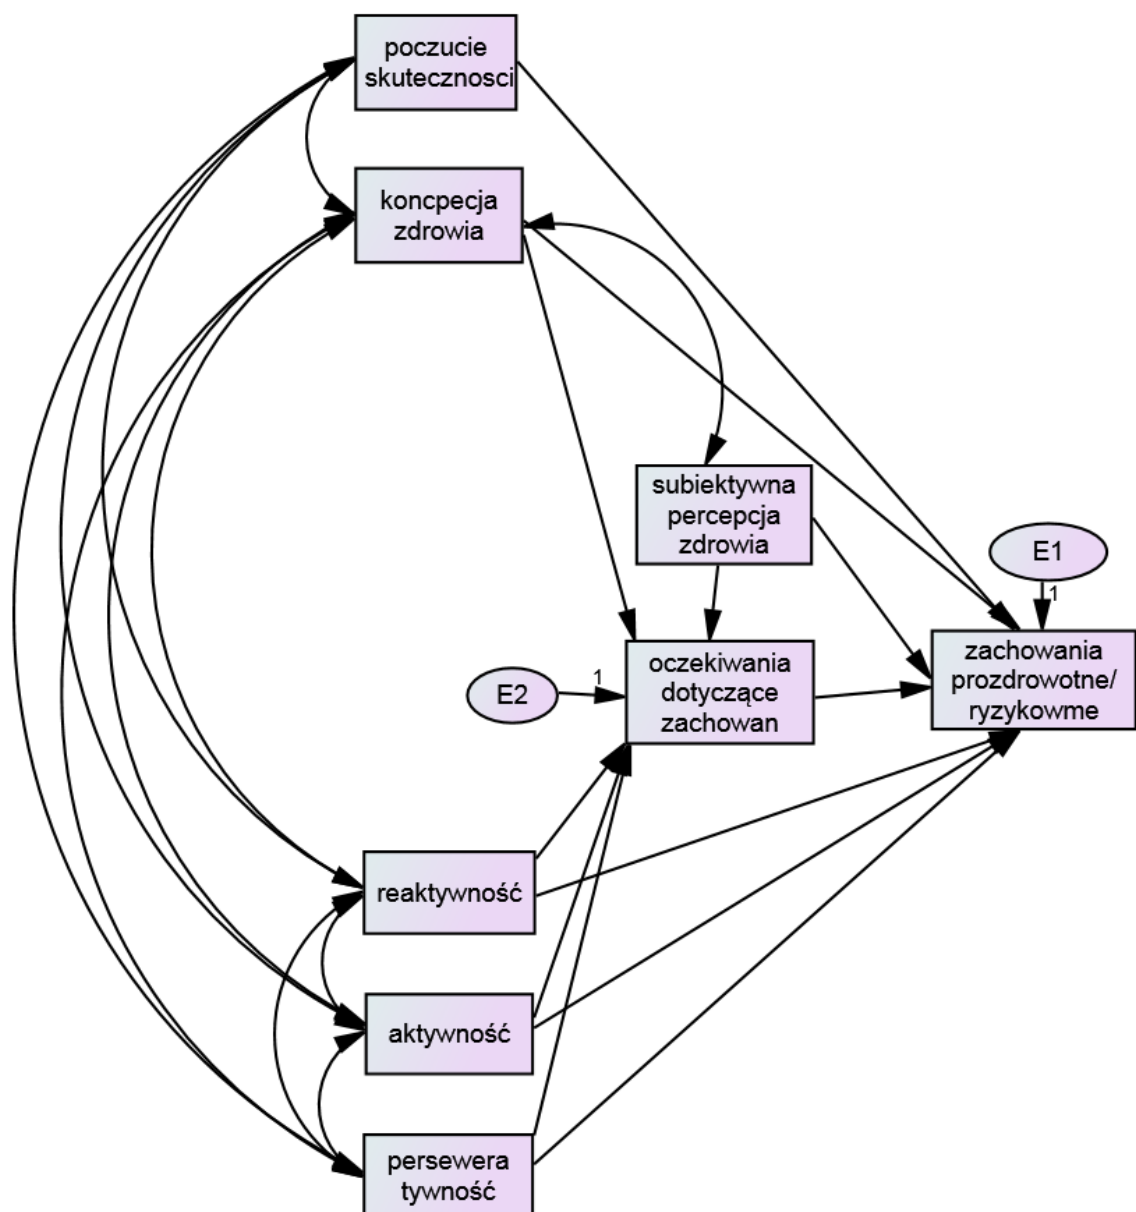 poczucie
skutecznosci
koncpecja
zdrowia
subiektywna
percepcja
zdrowia
E1
1
zachowania
prozdrowotne/
ryzykowme
oczekiwania
dotyczące
zachowan
E2
1
reaktywność
aktywność
persewera
tywność